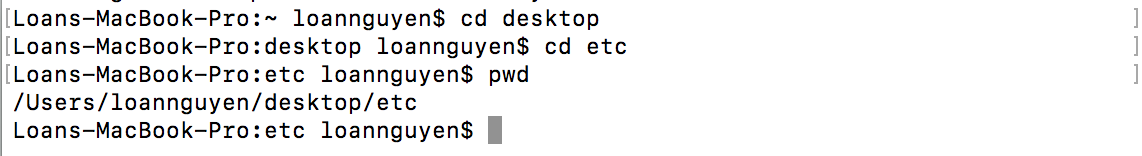 [Loans-MacBook-Pro:~ loannguyen$ cd desktop ]
[Loans-MacBook-Pro:desktop loannguyen$ cd etc ]
[Loans-MacBook-Pro:etc loannguyen$ pwd ]
/Users/loannguyen/desktop/etc
Loans-MacBook-Pro:etc loannguyen$